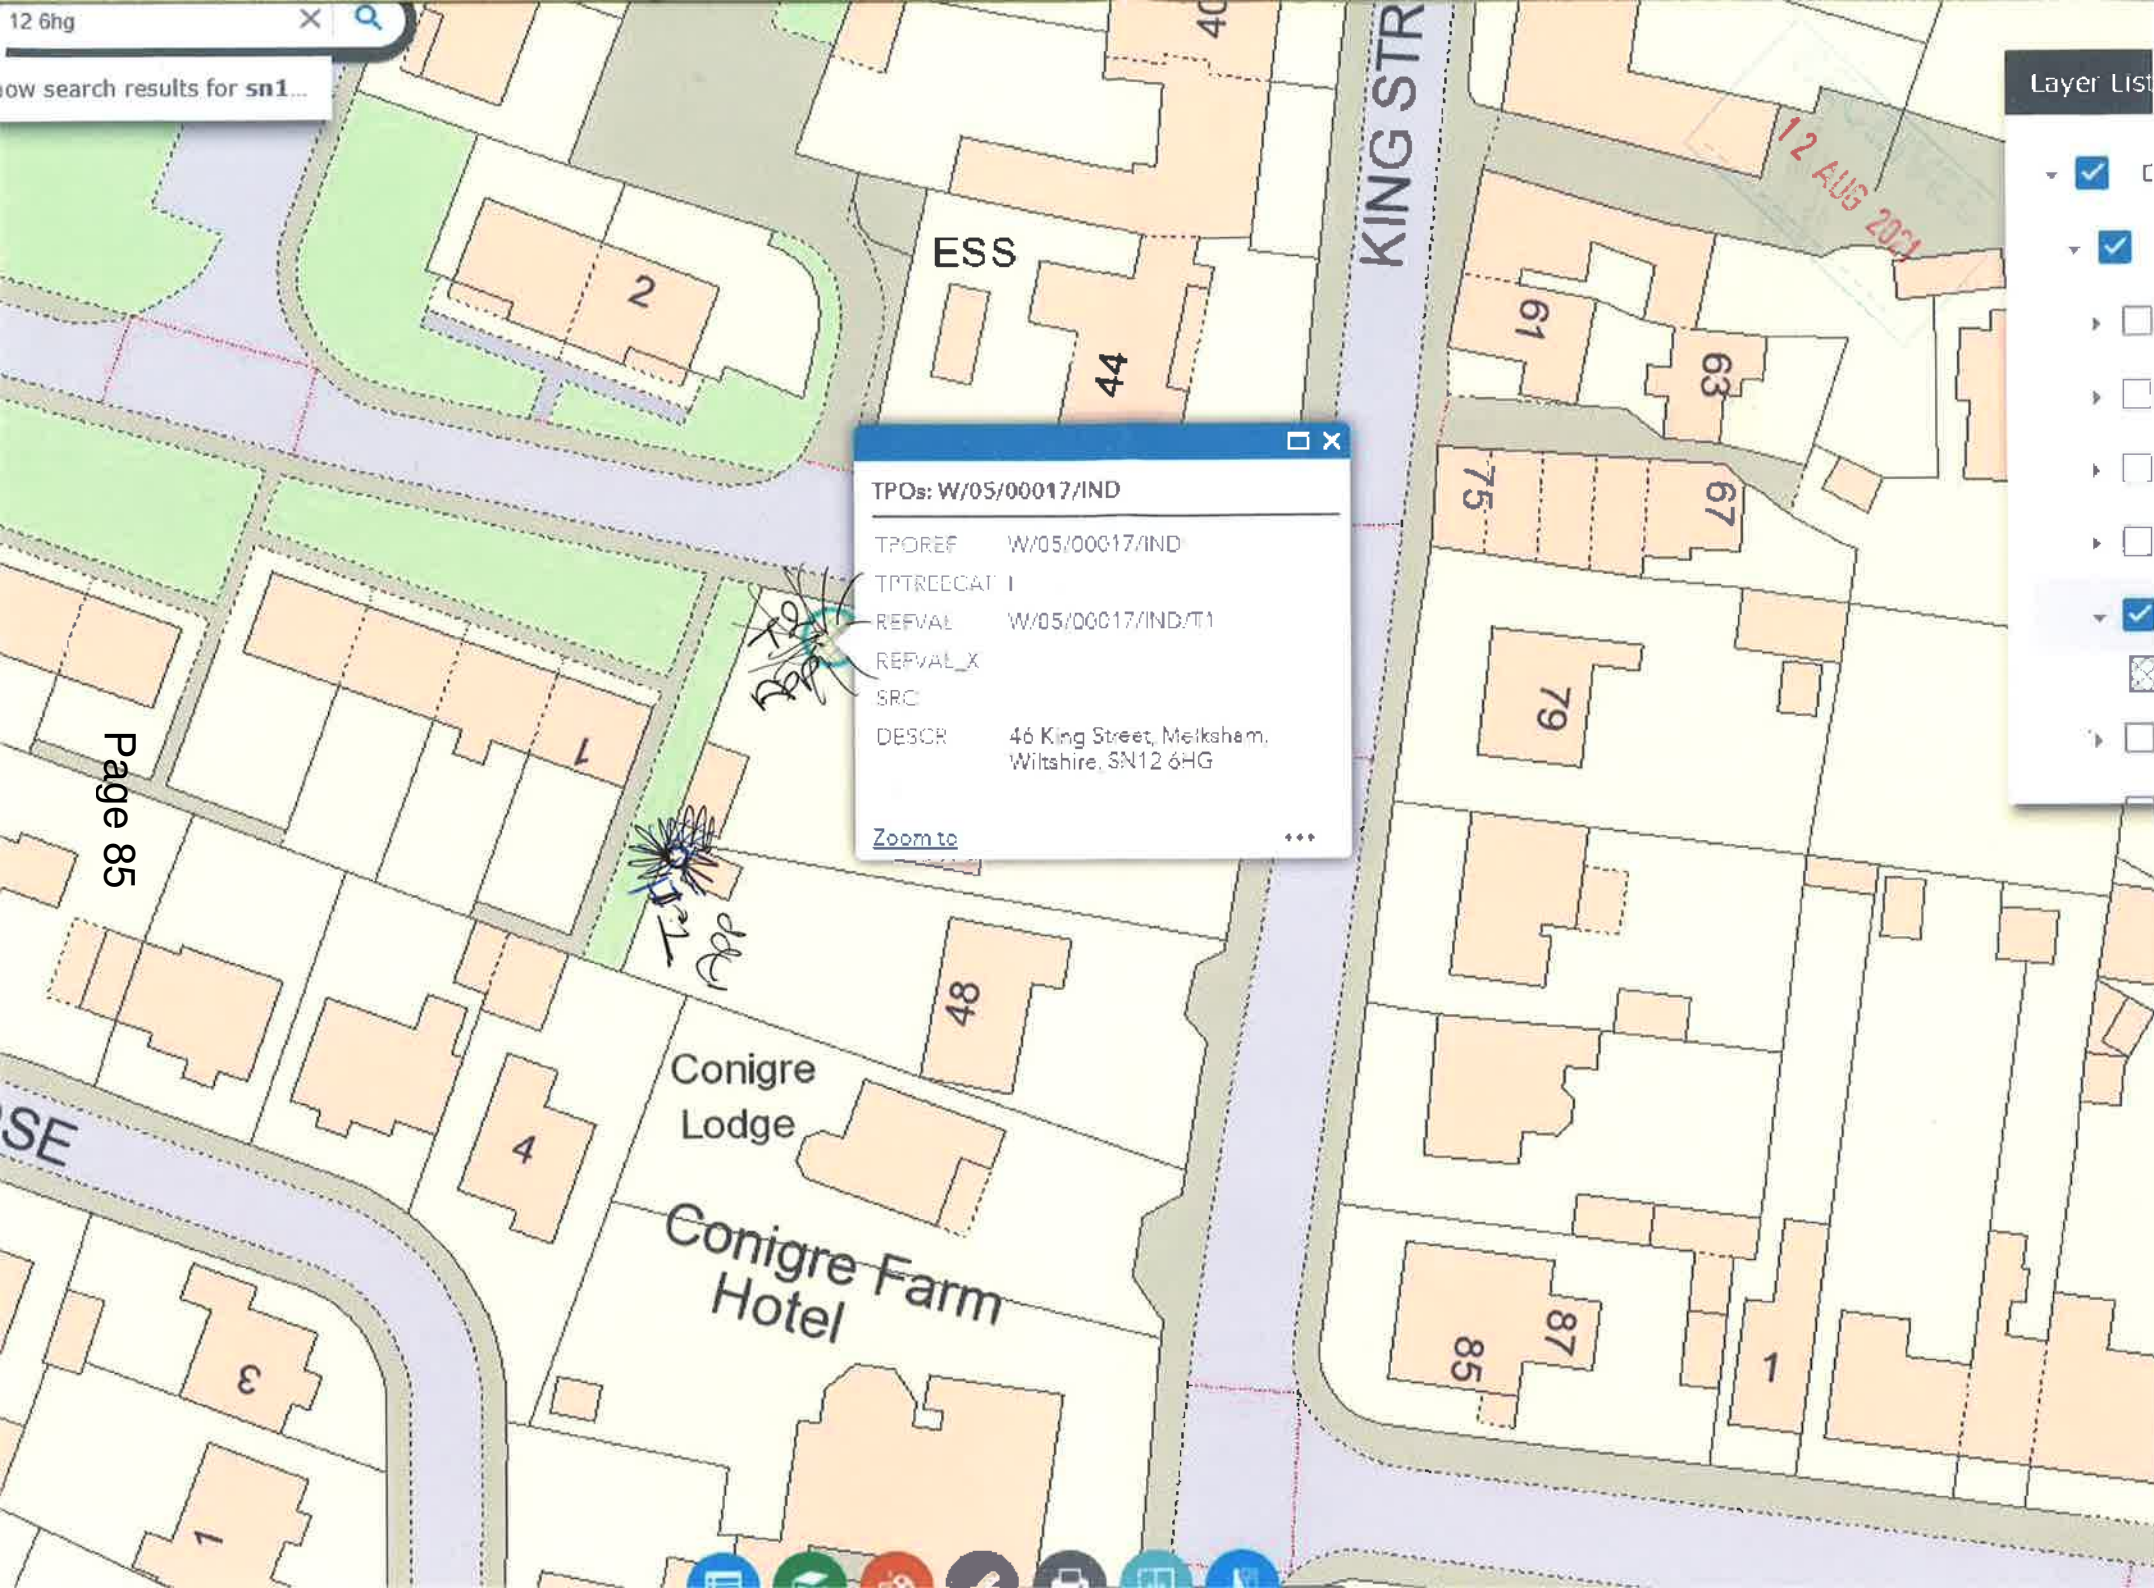 12 6hg
ow search results for sn1...
40
KING STR
Layer List
12 AUG 2021
ESS
2
44
61
63
75
67
TPOs: W/05/00017/IND
TPOREF W/05/00017/IND
TPTREECAT I
REFVAL W/05/00017/IND/T1
REFVAL_X
SRC
DESCR 46 King Street, Melksham,
Wiltshire, SN12 6HG
Zoom to
79
1
Page 85
48
Conigre
Lodge
4
OSE
Conigre Farm
Hotel
3
85
87
1
1